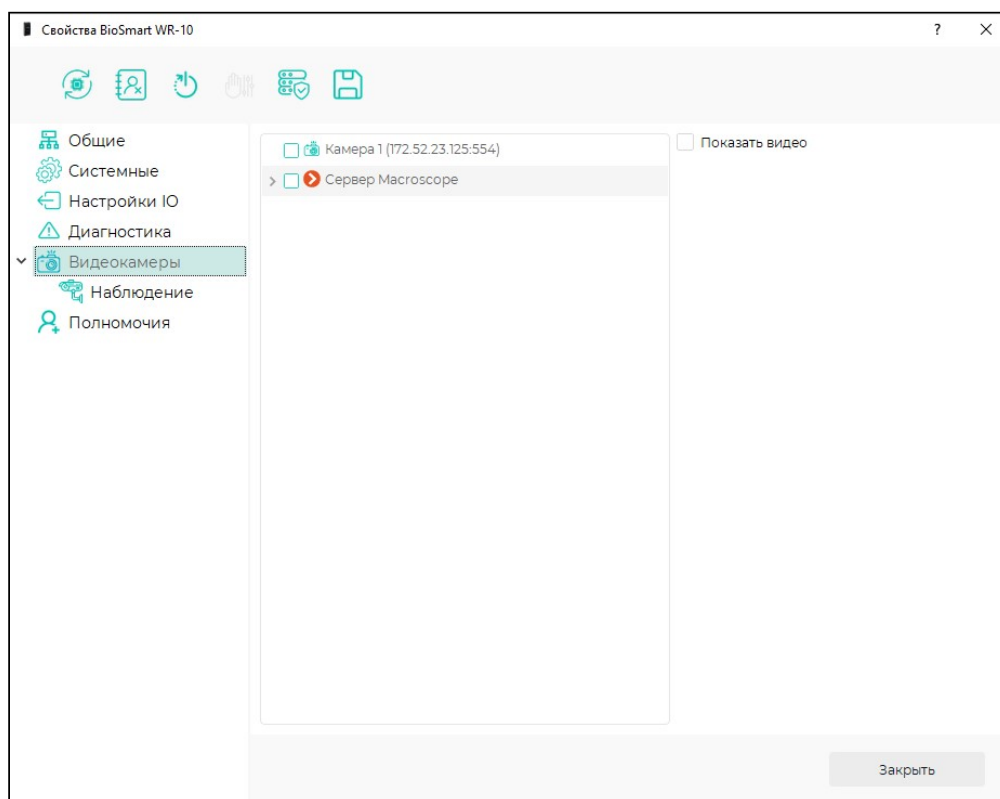 Свойства BioSmart WR-10
?
Общие
Системные
Настройки IO
Диагностика
Видеокамеры
Наблюдение
Полномочия
Камера 1 (172.52.23.125:554)
Сервер Macroscope
Показать видео
Закрыть